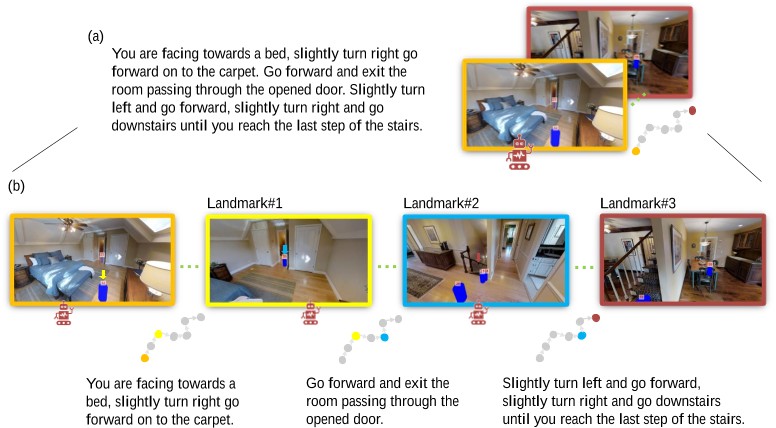 (a)
You are facing towards a bed, slightly turn right go
forward on to the carpet. Go forward and exit the
room passing through the opened door. Slightly turn
left and go forward, slightly turn right and go
downstairs until you reach the last step of the stairs.
(b)
Landmark#1
Landmark#2
Landmark#3
You are facing towards a
bed, slightly turn right go
forward on to the carpet.
Go forward and exit the
room passing through the
opened door.
Slightly turn left and go forward,
slightly turn right and go downstairs
until you reach the last step of the stairs.